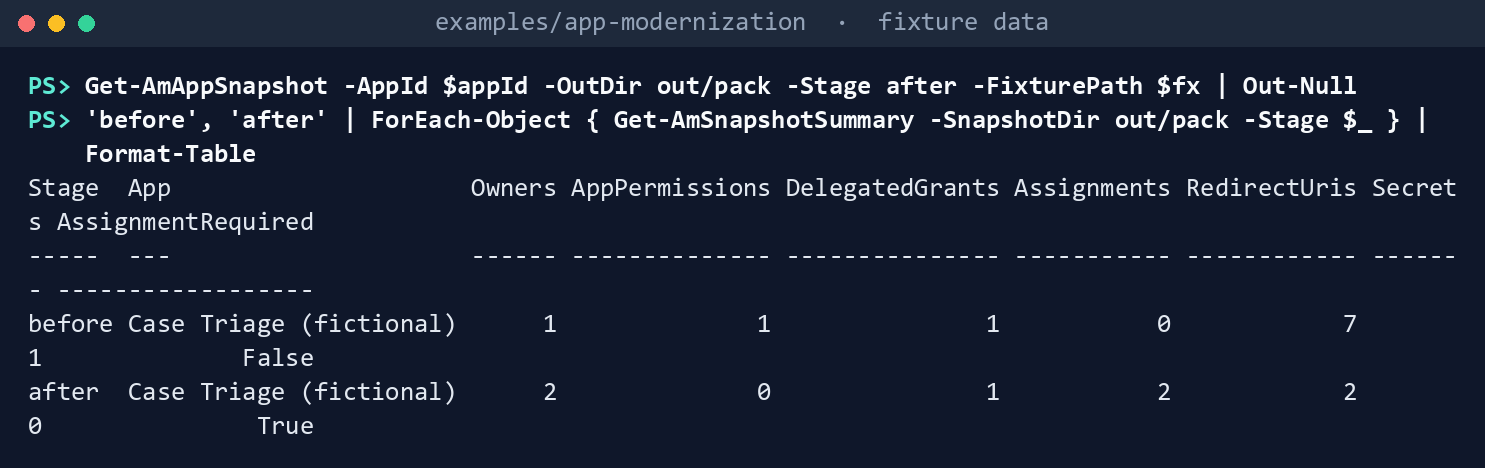 examples/app-modernization · fixture data
PS> Get-AmAppSnapshot -AppId $appId -OutDir out/pack -Stage after -FixturePath $fx | Out-Null
PS> 'before', 'after' | ForEach-Object { Get-AmSnapshotSummary -SnapshotDir out/pack -Stage $_ } |
    Format-Table
Stage  App                     Owners AppPermissions DelegatedGrants Assignments RedirectUris Secret
s AssignmentRequired
-----  ---                     ------ -------------- --------------- ----------- ------------ ------
- ------------------
before Case Triage (fictional)      1              1               1           0            7
1              False
after  Case Triage (fictional)      2              0               1           2            2
0               True